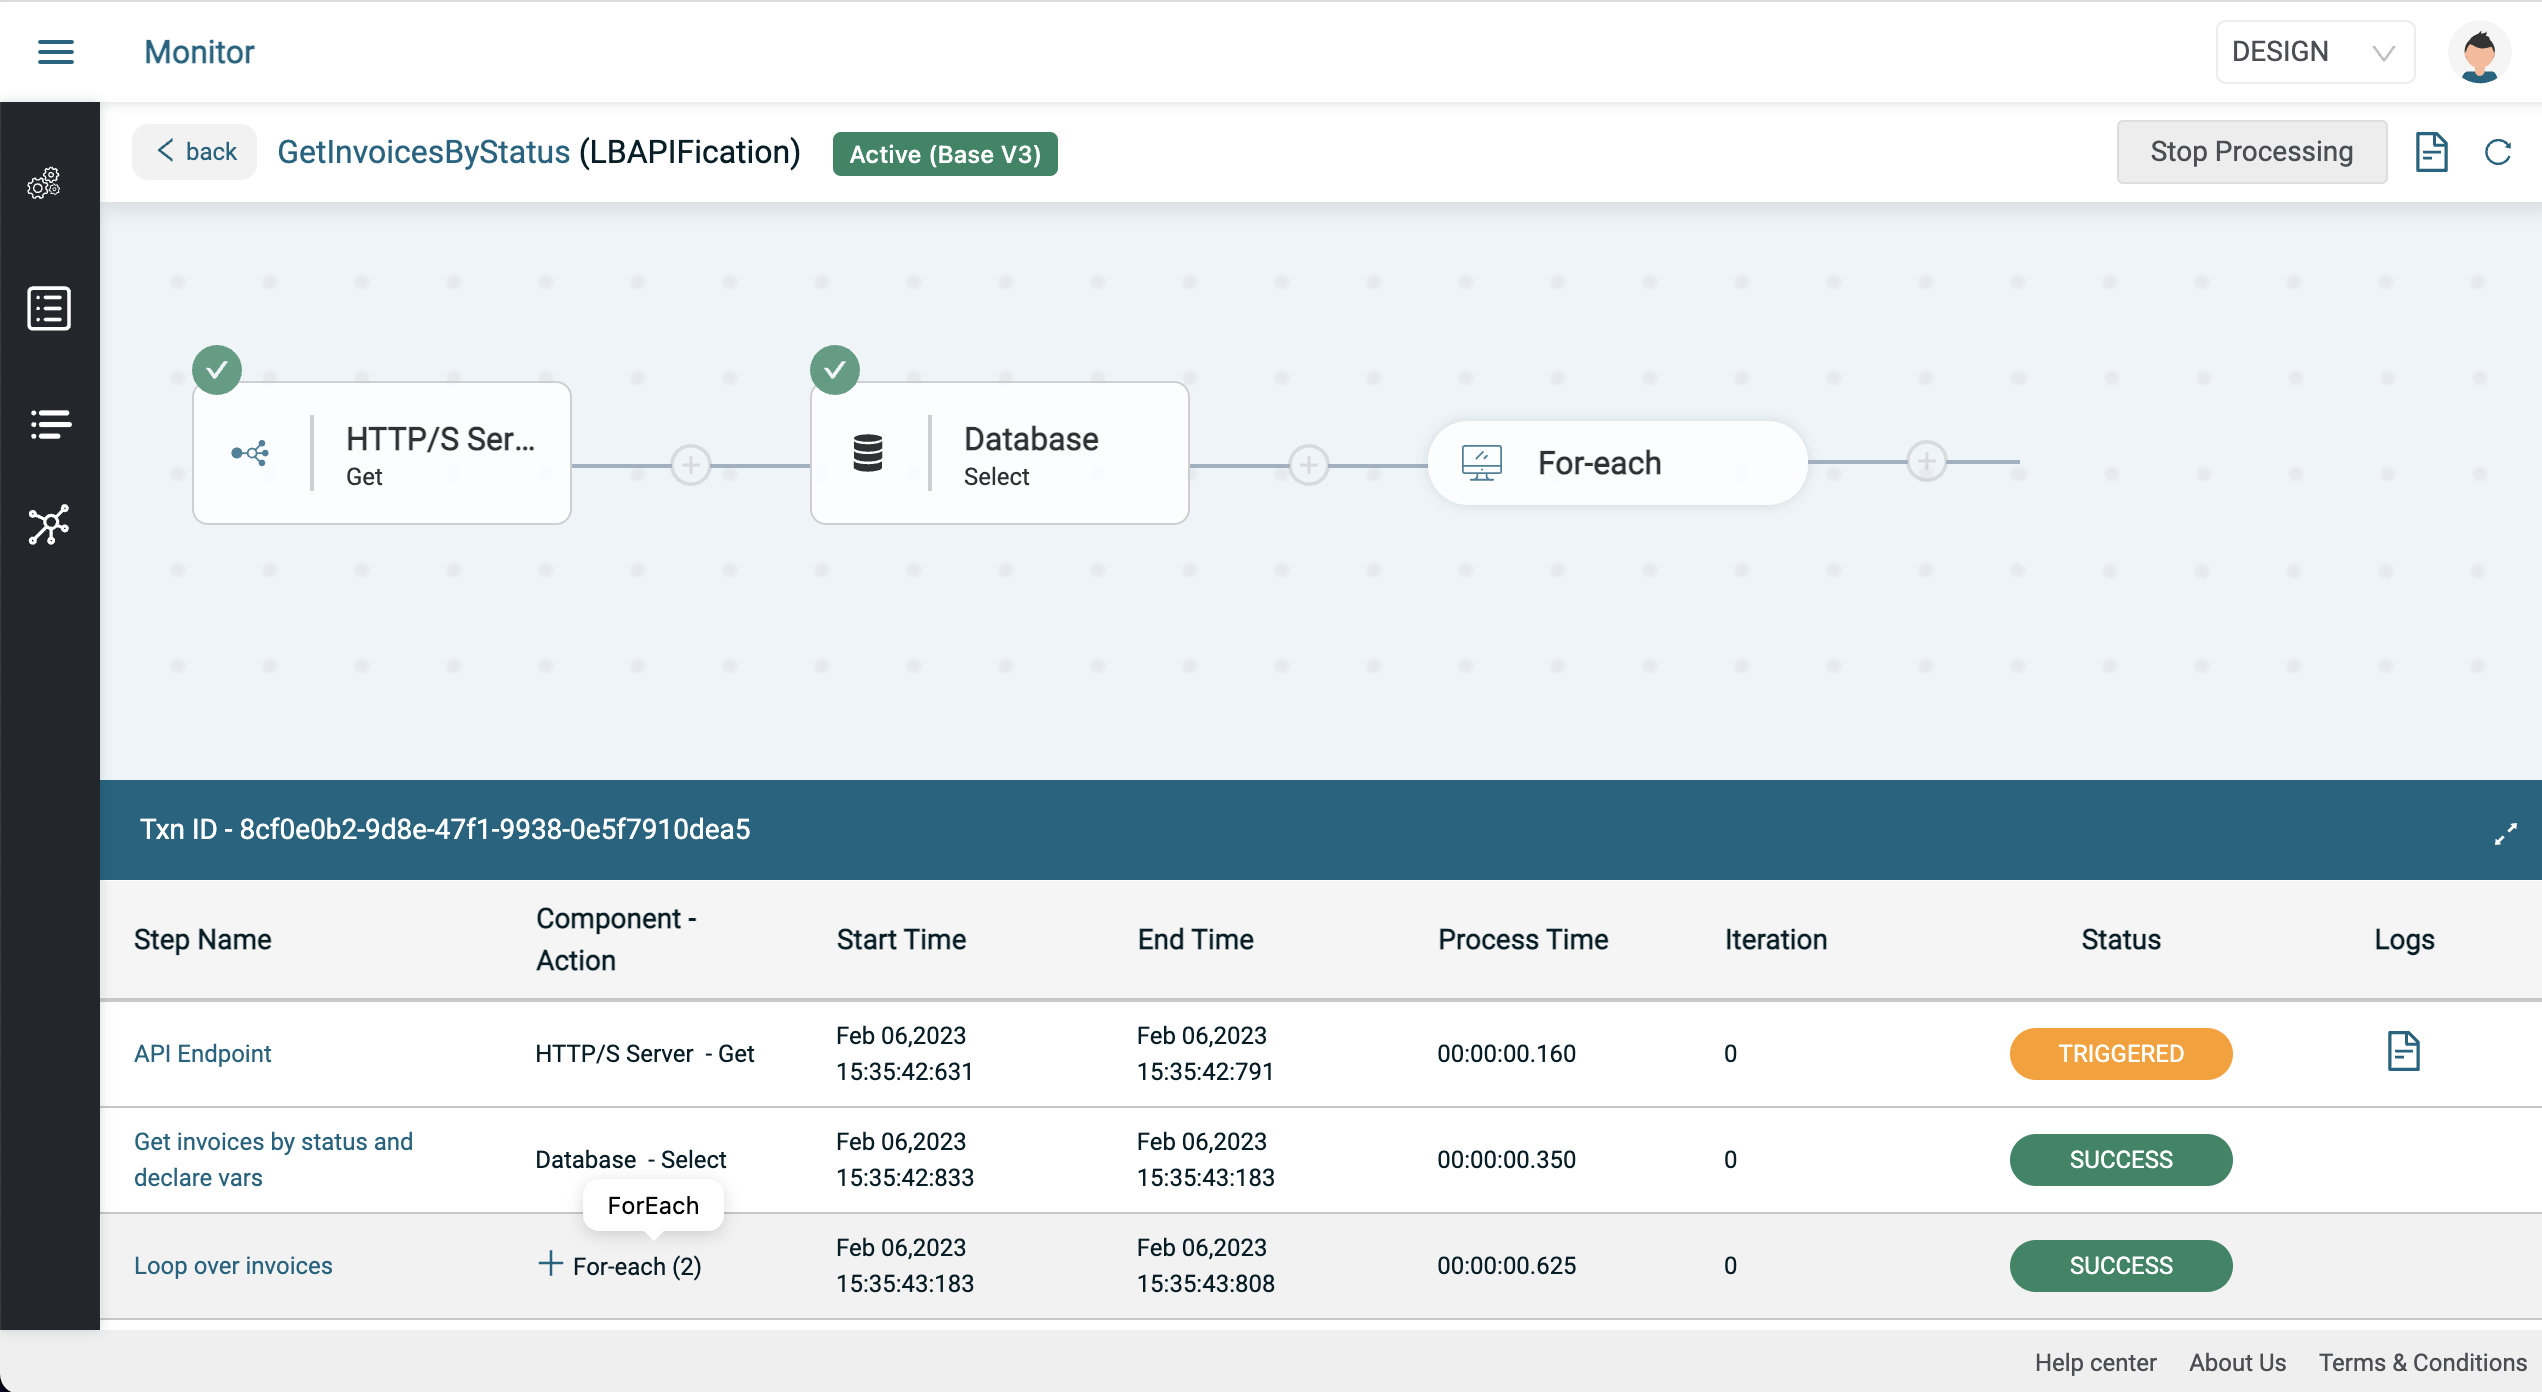 Monitor
DESIGN
back
GetInvoicesByStatus (LBAPIFication)
Active (Base V3)
Stop Processing
HTTP/S Ser...
Get
Database
Select
For-each
Txn ID - 8cf0e0b2-9d8e-47f1-9938-0e5f7910dea5
Step Name
Component -
Action
Start Time
End Time
Process Time
Iteration
Status
Logs
API Endpoint
HTTP/S Server - Get
Feb 06,2023
15:35:42:631
Feb 06,2023
15:35:42:791
00:00:00.160
0
TRIGGERED
Get invoices by status and
declare vars
Database - Select
Feb 06,2023
15:35:42:833
Feb 06,2023
15:35:43:183
00:00:00.350
0
SUCCESS
ForEach
Loop over invoices
For-each (2)
Feb 06,2023
15:35:43:183
Feb 06,2023
15:35:43:808
00:00:00.625
0
SUCCESS
Help center
About Us
Terms & Conditions